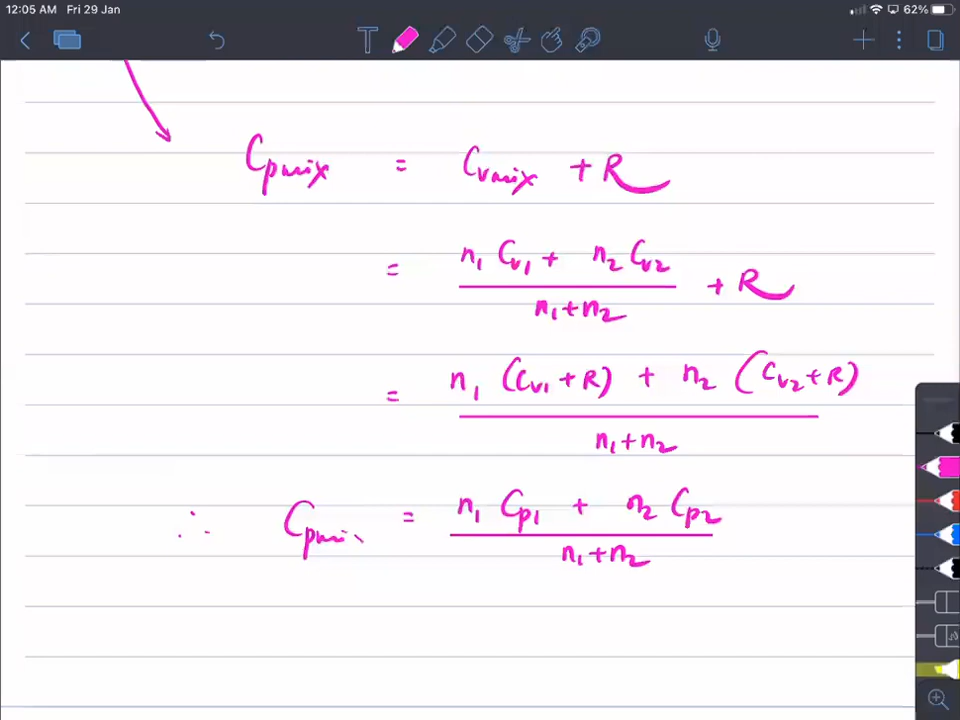 12:05 AM Fri 29 Jan 62%
T
Cpmix = Cvmix + R
= n₁ Cv₁ + n₂ Cv₂ / n₁+n₂ + R
= n₁ (Cv₁+R) + n₂ (Cv₂+R) / n₁+n₂
∴ Cpmix = n₁ Cp₁ + n₂ Cp₂ / n₁+n₂